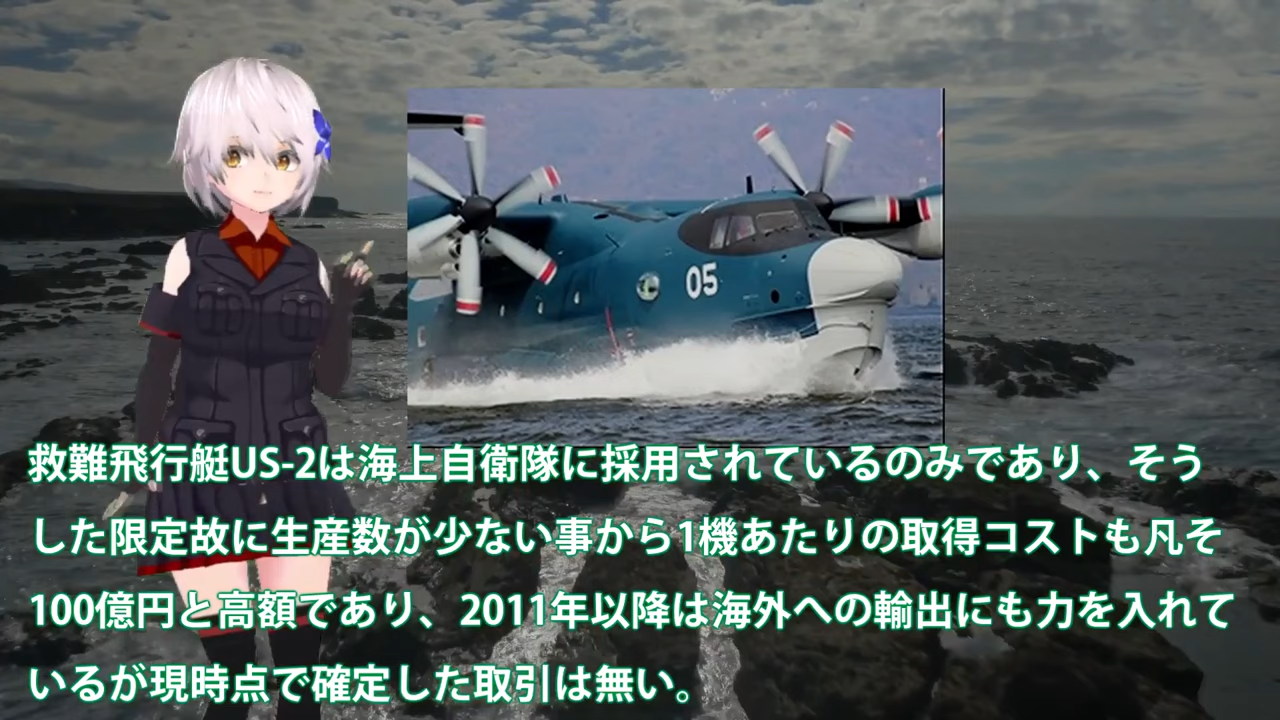 05
救難飛行艇US-2は海上自衛隊に採用されているのみであり、そう
した限定故に生産数が少ない事から1機あたりの取得コストも凡そ
100億円と高額であり、2011年以降は海外への輸出にも力を入れて
いるが現時点で確定した取引は無い。